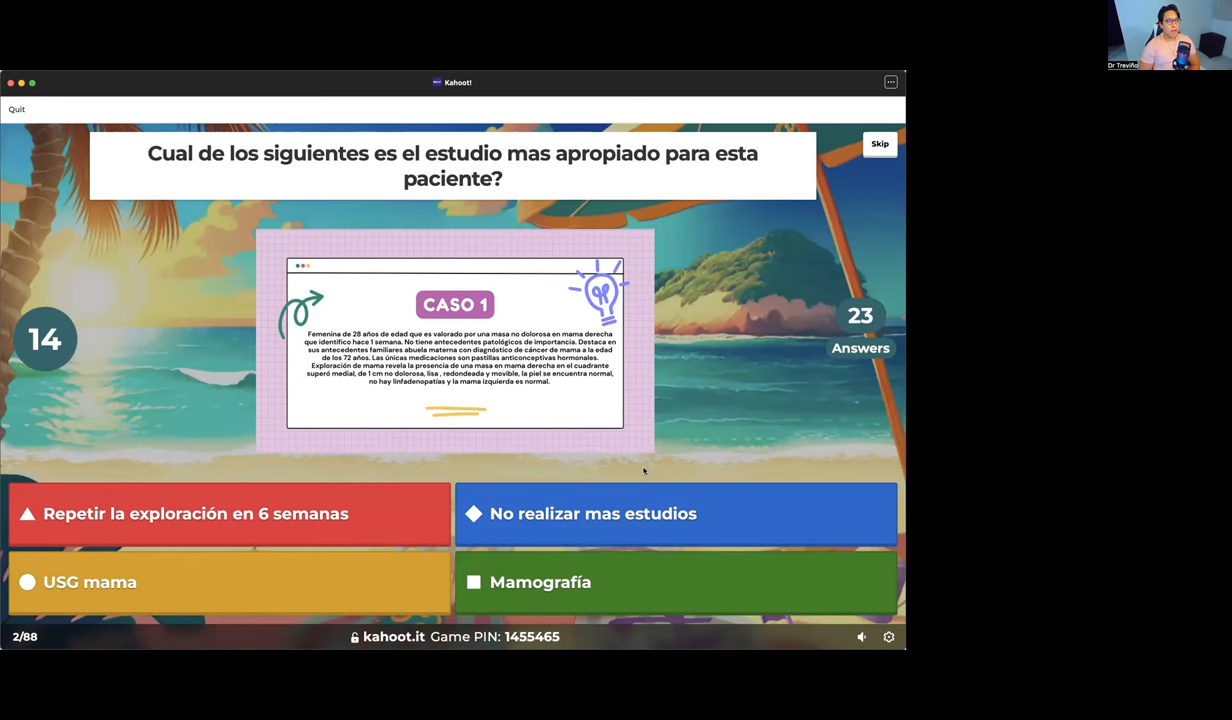 Dr Treviño
Kahoot!
Quit
Cual de los siguientes es el estudio mas apropiado para esta
paciente?
Skip
CASO 1
Femenina de 28 años de edad que es valorado por una masa no dolorosa en mama derecha
que identifico hace 1 semana. No tiene antecedentes patológicos de importancia. Destaca en
sus antecedentes familiares abuela materna con diagnóstico de cáncer de mama a la edad
de los 72 años. Las únicas medicaciones son pastillas anticonceptivas hormonales.
Exploración de mama revela la presencia de una masa en mama derecha en el cuadrante
superó medial, de 1 cm no dolorosa, lisa , redondeada y movible, la piel se encuentra normal,
no hay linfadenopatías y la mama izquierda es normal.
14
23
Answers
Repetir la exploración en 6 semanas
No realizar mas estudios
USG mama
Mamografía
2/88
kahoot.it Game PIN: 1455465